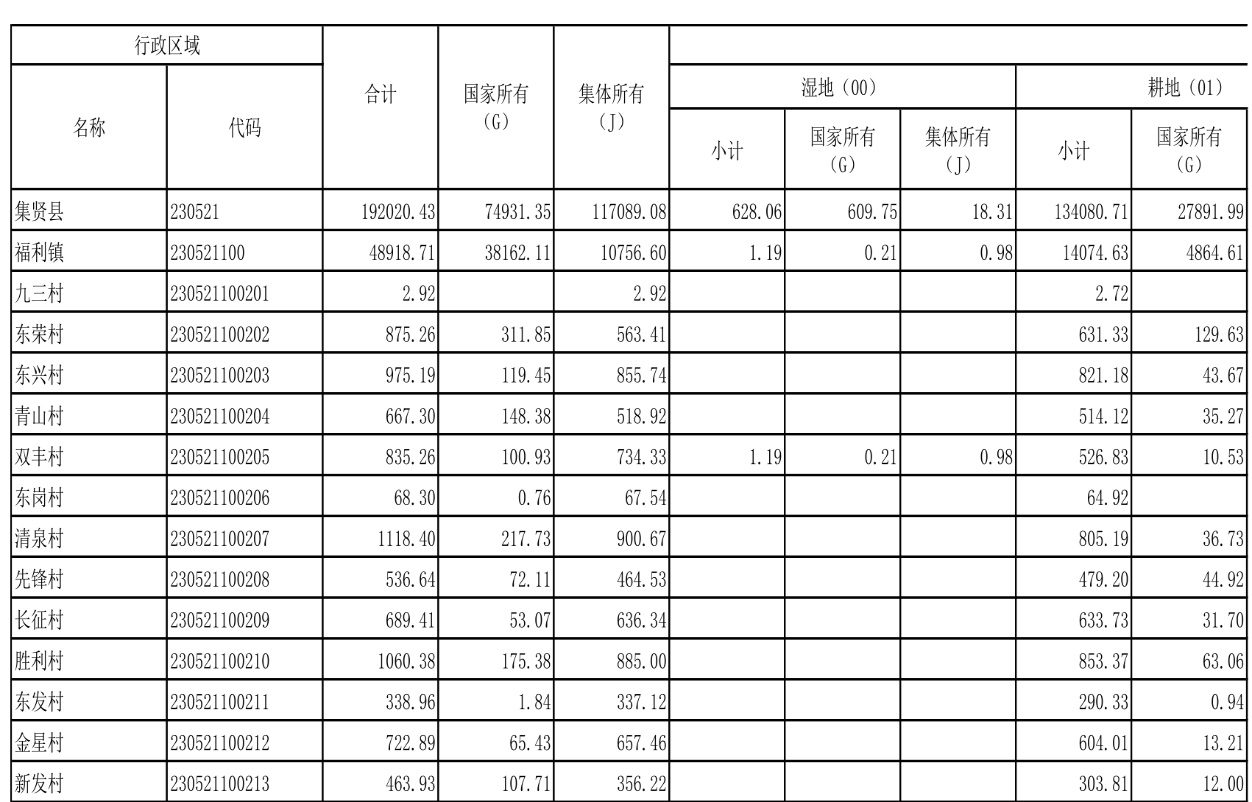 行政区域
合计
国家所有
（G）
集体所有
（J）
湿地（00）
耕地（01）
名称
代码
小计
国家所有
（G）
集体所有
（J）
小计
国家所有
（G）
集贤县 230521 192020.43 74931.35 117089.08 628.06 609.75 18.31 134080.71 27891.99
福利镇 230521100 48918.71 38162.11 10756.60 1.19 0.21 0.98 14074.63 4864.61
九三村 230521100201 2.92 2.92 2.72
东荣村 230521100202 875.26 311.85 563.41 631.33 129.63
东兴村 230521100203 975.19 119.45 855.74 821.18 43.67
青山村 230521100204 667.30 148.38 518.92 514.12 35.27
双丰村 230521100205 835.26 100.93 734.33 1.19 0.21 0.98 526.83 10.53
东岗村 230521100206 68.30 0.76 67.54 64.92
清泉村 230521100207 1118.40 217.73 900.67 805.19 36.73
先锋村 230521100208 536.64 72.11 464.53 479.20 44.92
长征村 230521100209 689.41 53.07 636.34 633.73 31.70
胜利村 230521100210 1060.38 175.38 885.00 853.37 63.06
东发村 230521100211 338.96 1.84 337.12 290.33 0.94
金星村 230521100212 722.89 65.43 657.46 604.01 13.21
新发村 230521100213 463.93 107.71 356.22 303.81 12.00